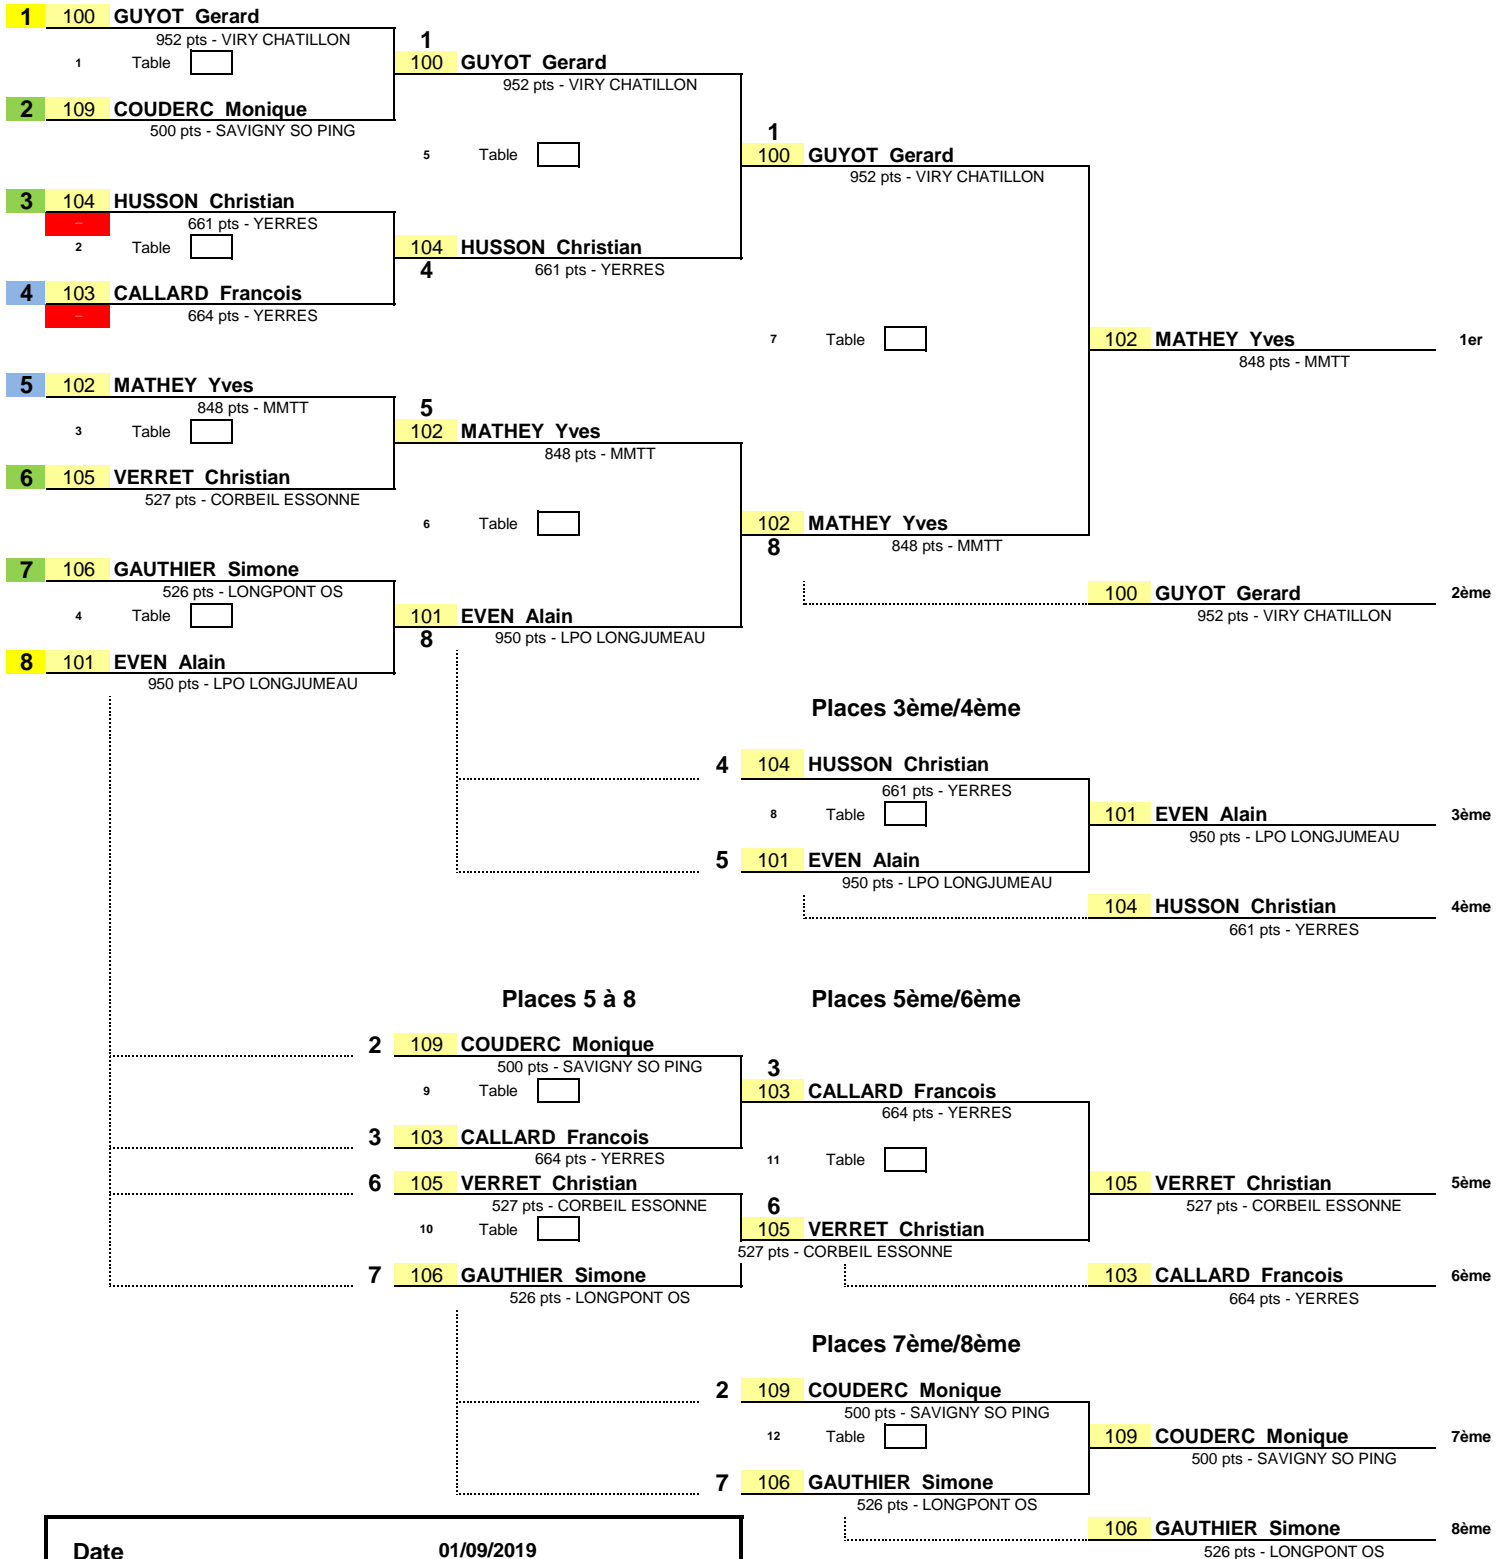 1 100 GUYOT Gerard
952 pts - VIRY CHATILLON
1 Table
2 109 COUDERC Monique
500 pts - SAVIGNY SO PING
3 104 HUSSON Christian
661 pts - YERRES
2 Table
4 103 CALLARD Francois
664 pts - YERRES
5 102 MATHEY Yves
848 pts - MMTT
3 Table
6 105 VERRET Christian
527 pts - CORBEIL ESSONNE
7 106 GAUTHIER Simone
526 pts - LONGPONT OS
4 Table
8 101 EVEN Alain
950 pts - LPO LONGJUMEAU
1
100 GUYOT Gerard
952 pts - VIRY CHATILLON
5 Table
104 HUSSON Christian
4 661 pts - YERRES
5
102 MATHEY Yves
848 pts - MMTT
6 Table
101 EVEN Alain
8 950 pts - LPO LONGJUMEAU
1
100 GUYOT Gerard
952 pts - VIRY CHATILLON
7 Table
102 MATHEY Yves
8 848 pts - MMTT
102 MATHEY Yves 1er
848 pts - MMTT
100 GUYOT Gerard 2ème
952 pts - VIRY CHATILLON
Places 3ème/4ème
4 104 HUSSON Christian
661 pts - YERRES
8 Table
5 101 EVEN Alain
950 pts - LPO LONGJUMEAU
101 EVEN Alain 3ème
950 pts - LPO LONGJUMEAU
104 HUSSON Christian 4ème
661 pts - YERRES
Places 5 à 8
2 109 COUDERC Monique
500 pts - SAVIGNY SO PING
9 Table
3 103 CALLARD Francois
664 pts - YERRES
6 105 VERRET Christian
527 pts - CORBEIL ESSONNE
10 Table
7 106 GAUTHIER Simone
526 pts - LONGPONT OS
Places 5ème/6ème
3
103 CALLARD Francois
664 pts - YERRES
11 Table
6
105 VERRET Christian
527 pts - CORBEIL ESSONNE
105 VERRET Christian 5ème
527 pts - CORBEIL ESSONNE
103 CALLARD Francois 6ème
664 pts - YERRES
Places 7ème/8ème
2 109 COUDERC Monique
500 pts - SAVIGNY SO PING
12 Table
7 106 GAUTHIER Simone
526 pts - LONGPONT OS
109 COUDERC Monique 7ème
500 pts - SAVIGNY SO PING
106 GAUTHIER Simone 8ème
526 pts - LONGPONT OS
Date 01/09/2019